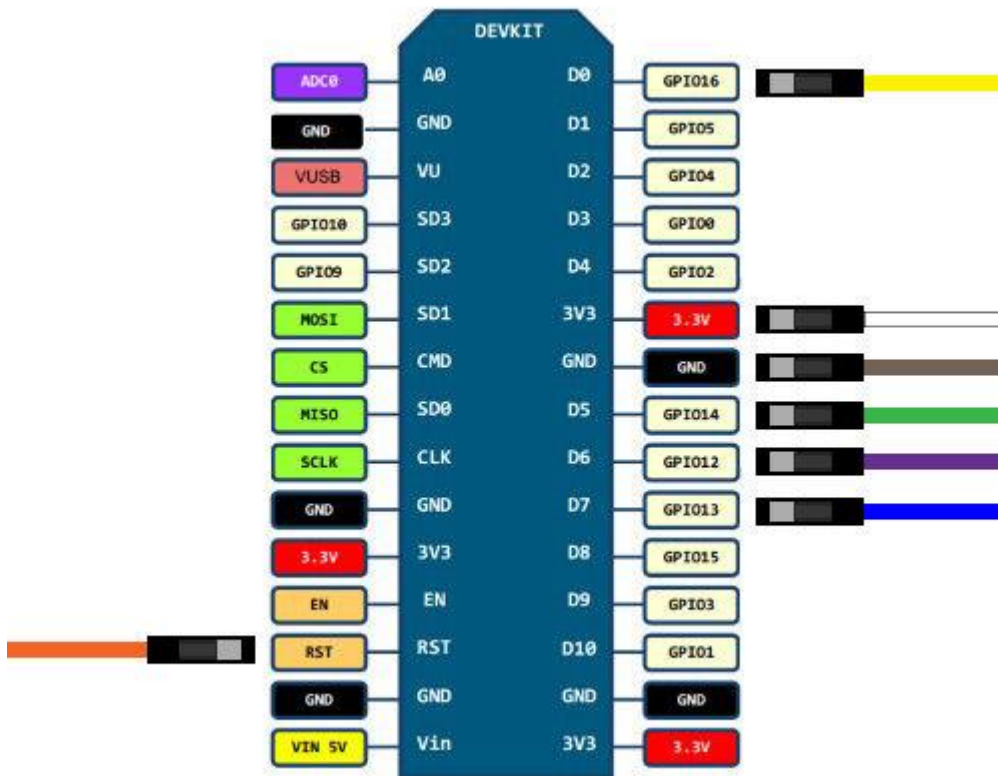 DEVKIT
ADC0 A0 D0 GPIO16
GND GND D1 GPIO5
VUSB VU D2 GPIO4
GPIO10 SD3 D3 GPIO0
GPIO9 SD2 D4 GPIO2
MOSI SD1 3V3 3.3V
CS CMD GND GND
MISO SD0 D5 GPIO14
SCLK CLK D6 GPIO12
GND GND D7 GPIO13
3.3V 3V3 D8 GPIO15
EN EN D9 GPIO3
RST RST D10 GPIO1
GND GND GND GND
VIN 5V Vin 3V3 3.3V